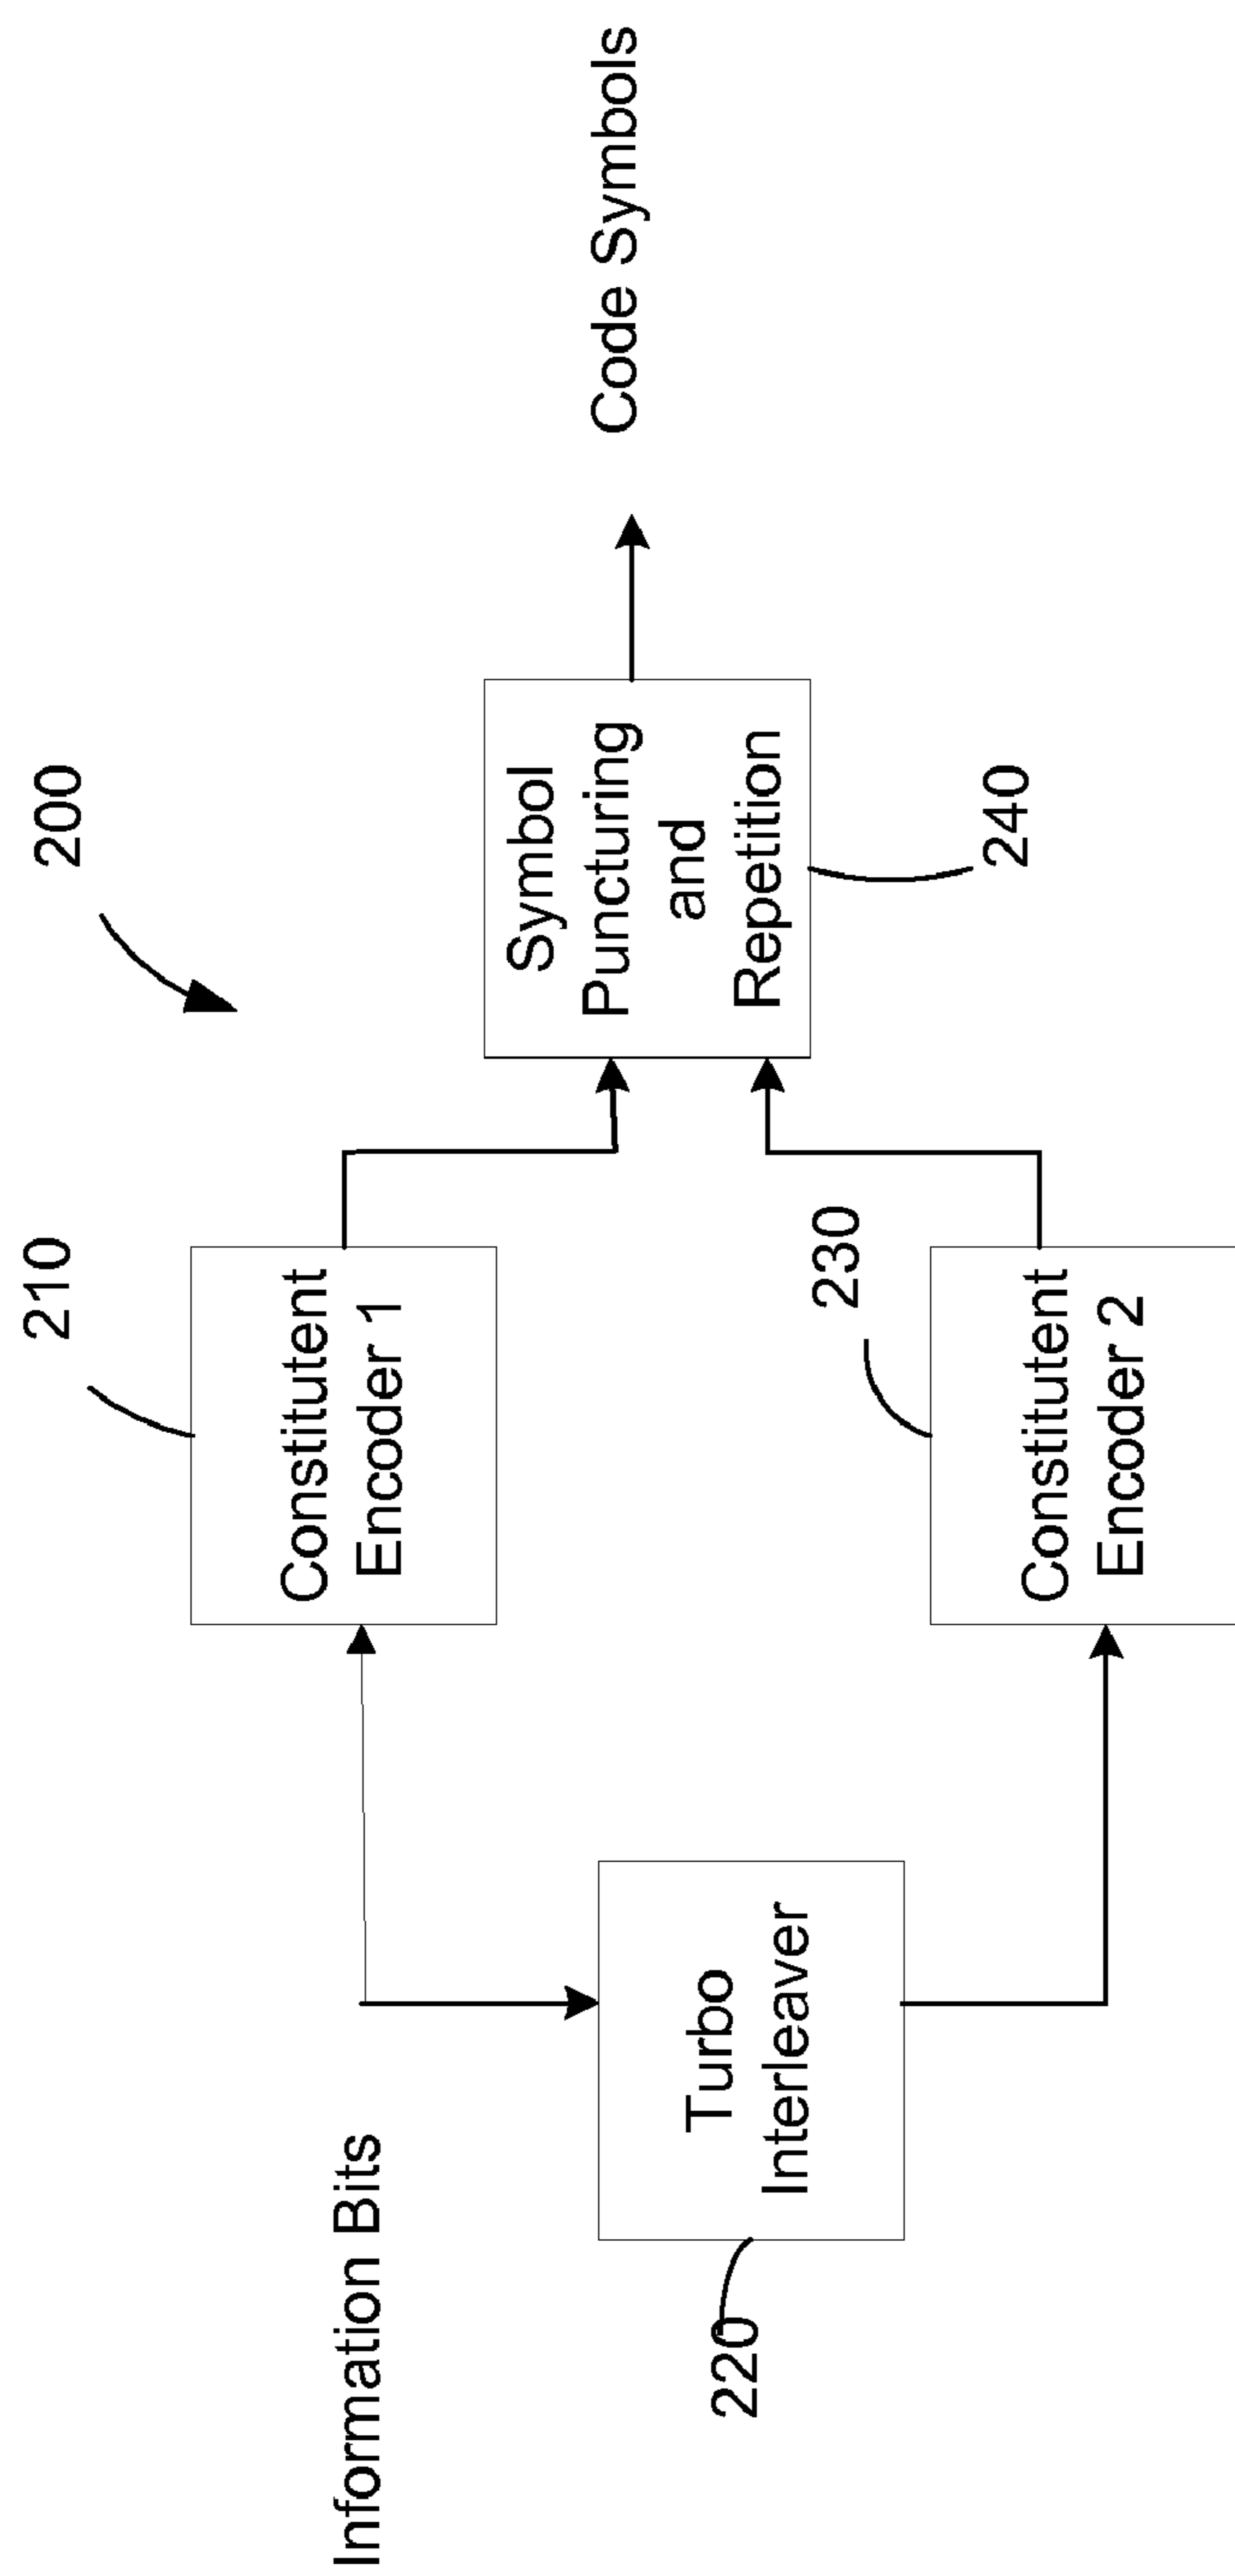 200
210
Constitutent
Encoder 1
Information Bits
Turbo
Interleaver
220
230
Constitutent
Encoder 2
Symbol
Puncturing
and
Repetition
240
Code Symbols